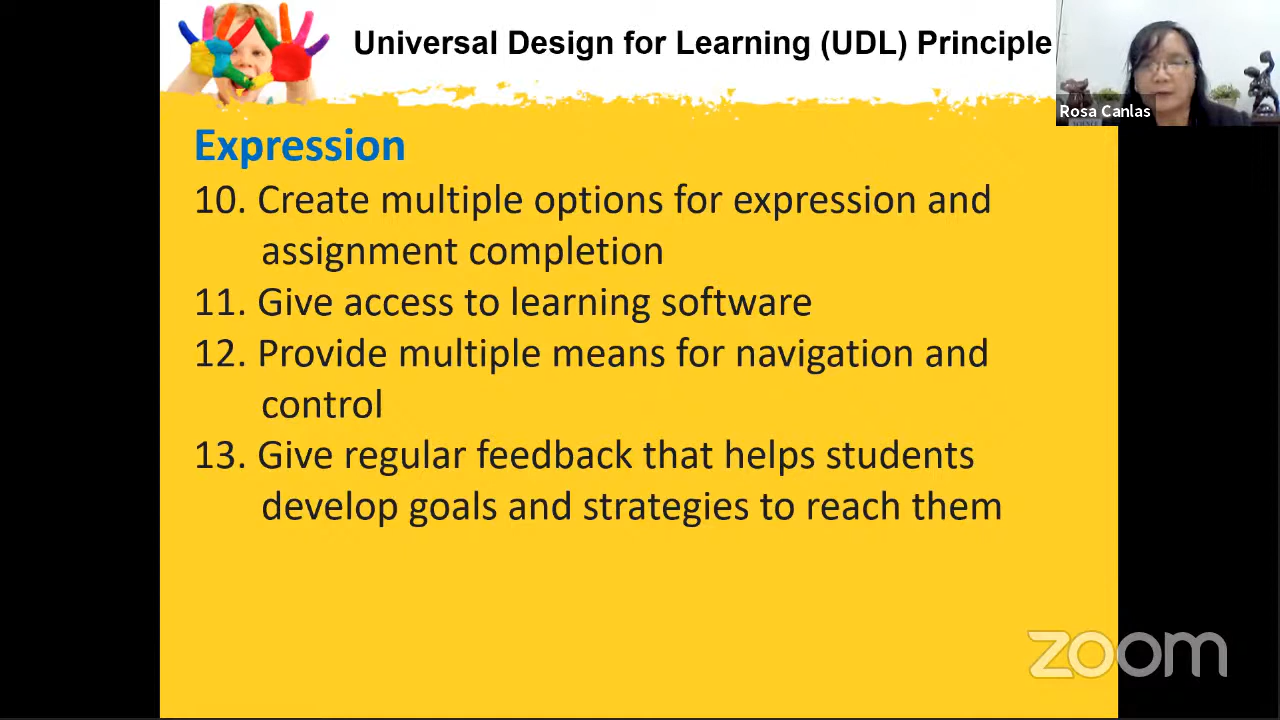 Universal Design for Learning (UDL) Principle
Rosa Canlas
Expression
10. Create multiple options for expression and
assignment completion
11. Give access to learning software
12. Provide multiple means for navigation and
control
13. Give regular feedback that helps students
develop goals and strategies to reach them
zoom